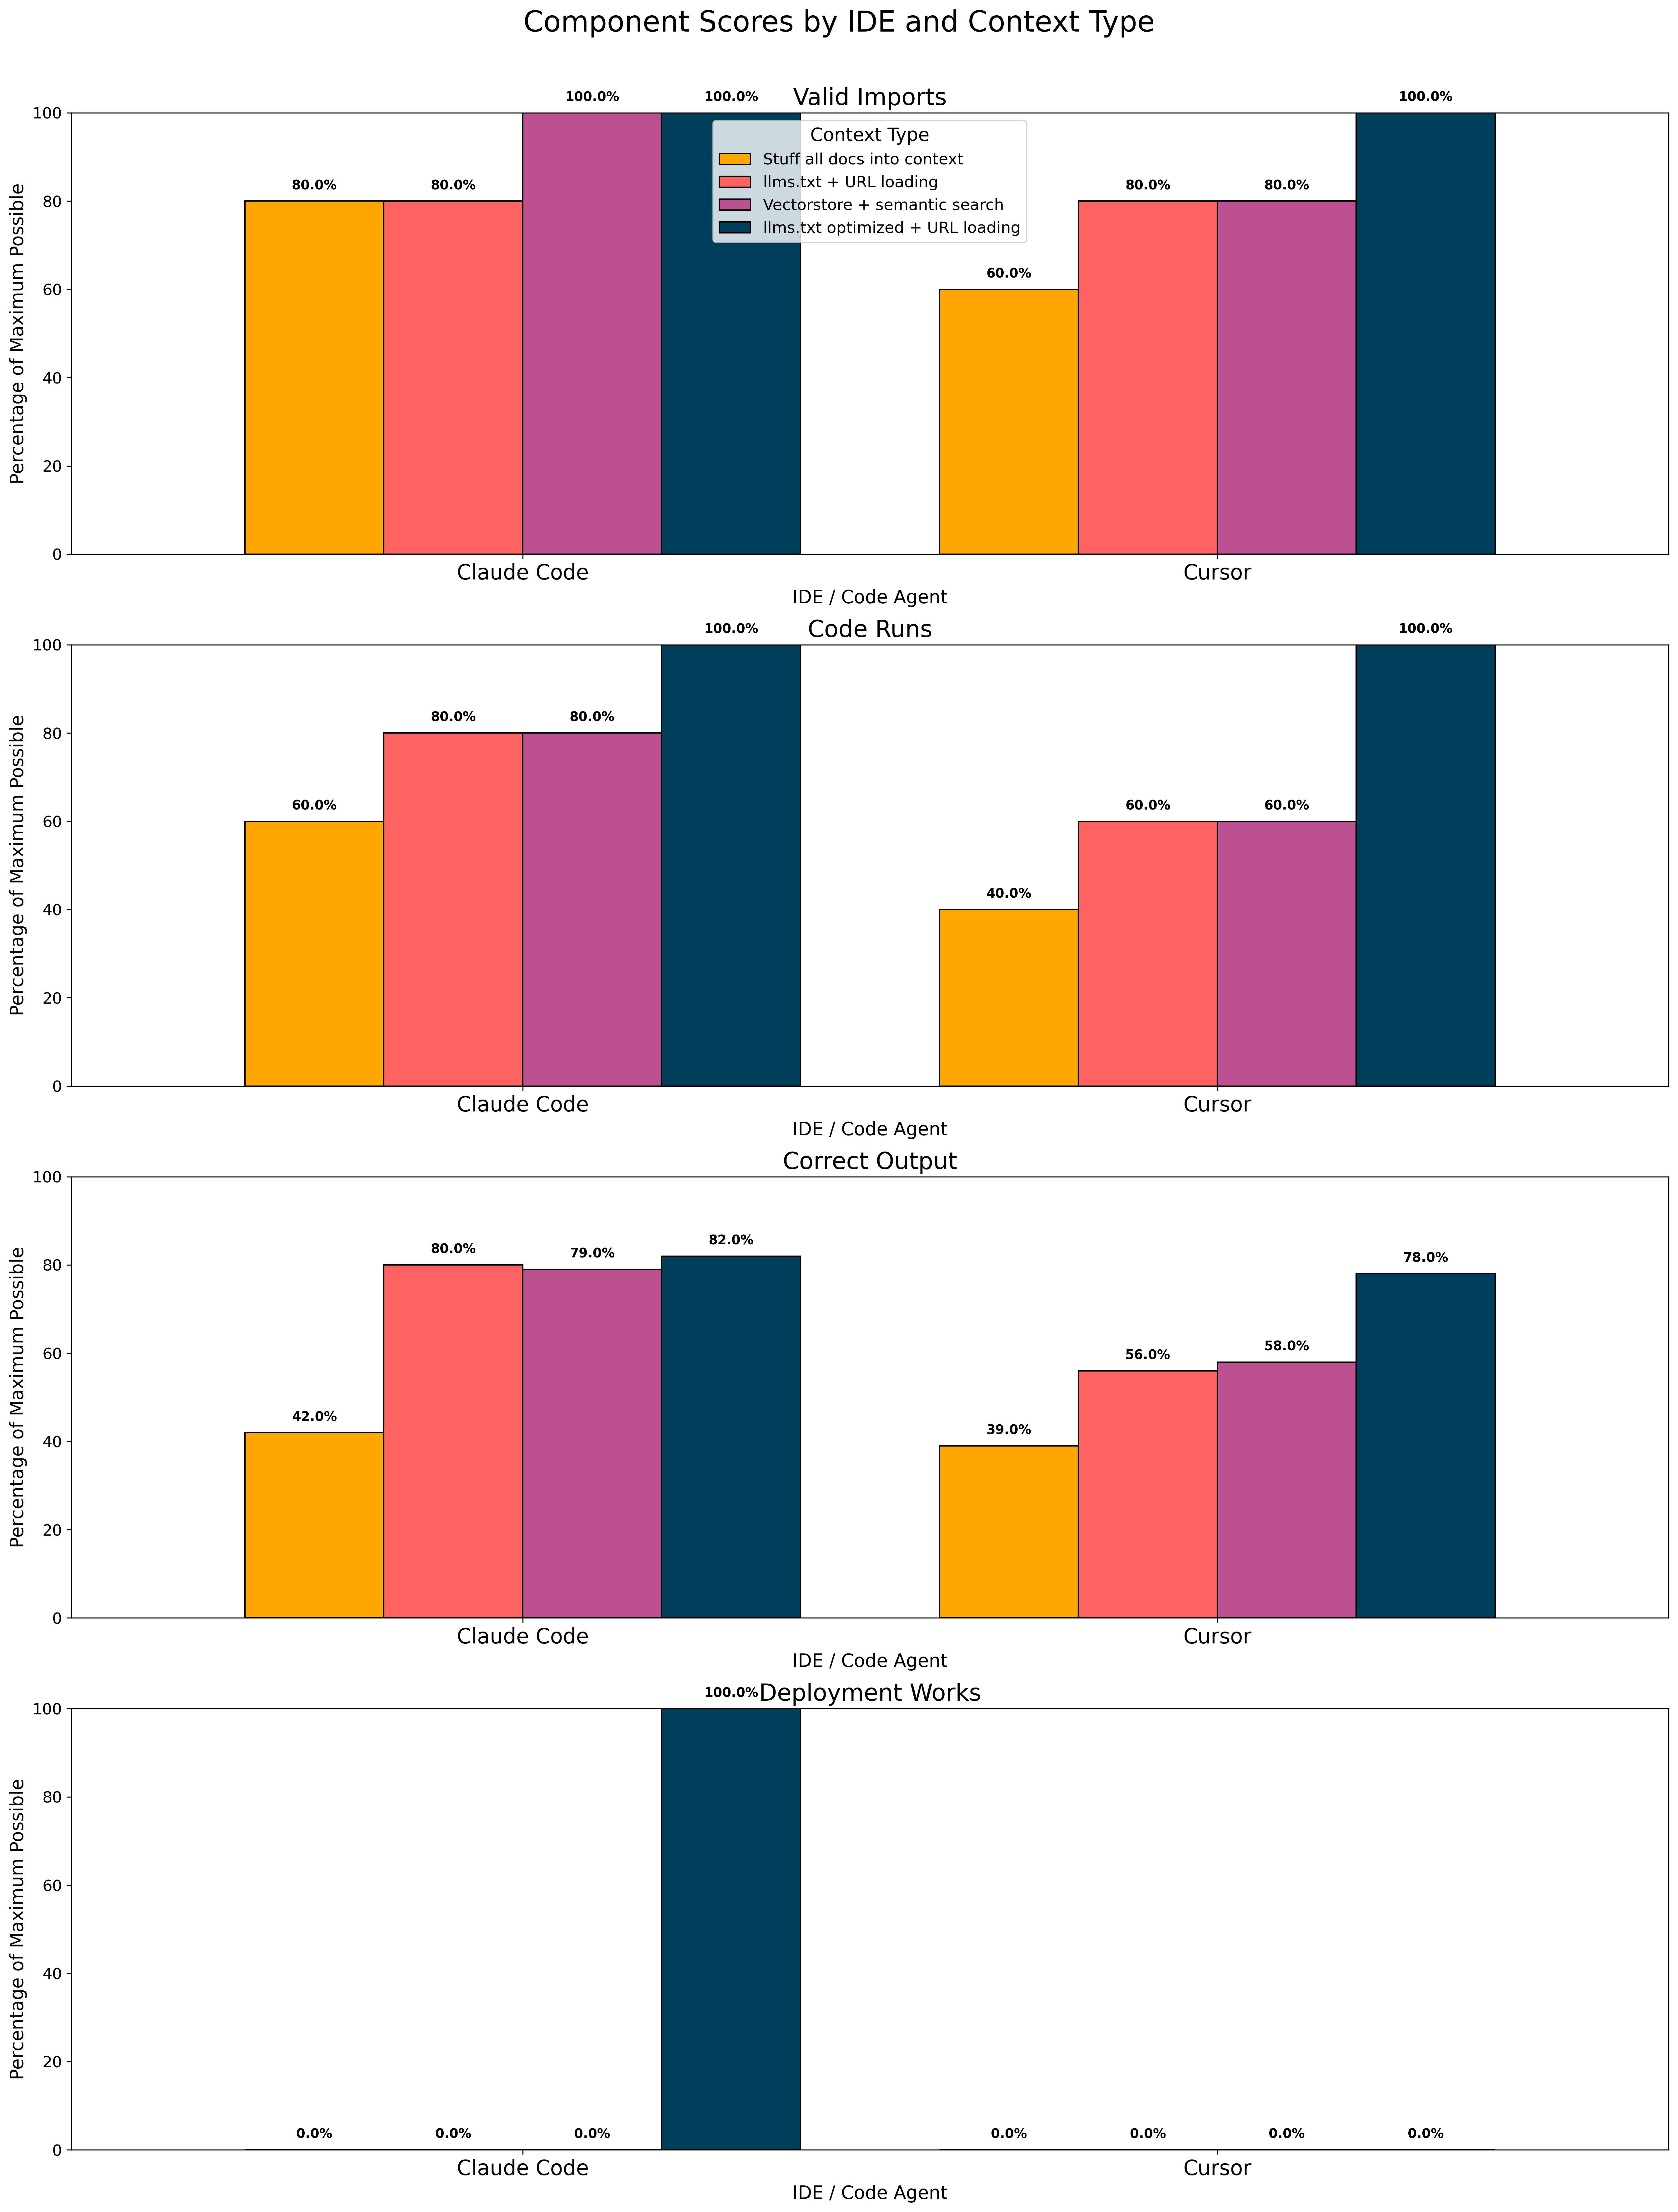 Component Scores by IDE and Context Type
Valid Imports
Percentage of Maximum Possible
100
80
60
40
20
0
80.0%
80.0%
100.0%
100.0%
60.0%
80.0%
80.0%
100.0%
Context Type
Stuff all docs into context
llms.txt + URL loading
Vectorstore + semantic search
llms.txt optimized + URL loading
Claude Code
Cursor
IDE / Code Agent
Code Runs
Percentage of Maximum Possible
100
80
60
40
20
0
60.0%
80.0%
80.0%
100.0%
40.0%
60.0%
60.0%
100.0%
Claude Code
Cursor
IDE / Code Agent
Correct Output
Percentage of Maximum Possible
100
80
60
40
20
0
42.0%
80.0%
79.0%
82.0%
39.0%
56.0%
58.0%
78.0%
Claude Code
Cursor
IDE / Code Agent
Deployment Works
Percentage of Maximum Possible
100
80
60
40
20
0
0.0%
0.0%
0.0%
100.0%
0.0%
0.0%
0.0%
0.0%
Claude Code
Cursor
IDE / Code Agent